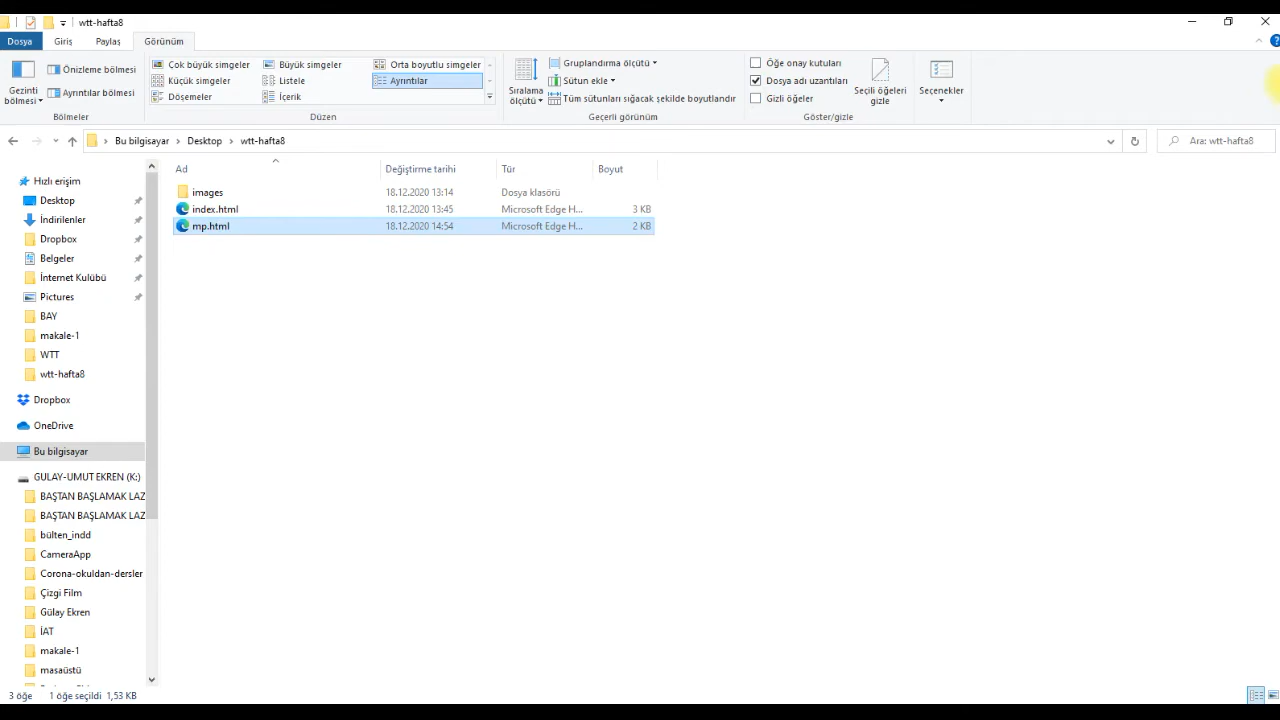 wtt-hafta8
Dosya Giriş Paylaş Görünüm
Gezinti bölmesi
Önizleme bölmesi
Ayrıntılar bölmesi
Bölmeler
Çok büyük simgeler Büyük simgeler Orta boyutlu simgeler
Küçük simgeler Listele Ayrıntılar
Döşemeler İçerik
Düzen
Sıralama ölçütü
Gruplandırma ölçütü
Sütun ekle
Tüm sütunları sığacak şekilde boyutlandır
Geçerli görünüm
Öğe onay kutuları
Dosya adı uzantıları
Gizli öğeler
Seçili öğeleri gizle
Göster/gizle
Seçenekler
Bu bilgisayar Desktop wtt-hafta8
Ara: wtt-hafta8
Hızlı erişim
Desktop
İndirilenler
Dropbox
Belgeler
İnternet Kulübü
Pictures
BAY
makale-1
WTT
wtt-hafta8
Dropbox
OneDrive
Bu bilgisayar
GULAY-UMUT EKREN (K:)
BAŞTAN BAŞLAMAK LAZ
BAŞTAN BAŞLAMAK LAZ
bülten_indd
CameraApp
Corona-okuldan-dersler
Çizgi Film
Gülay Ekren
İAT
makale-1
masaüstü
Ad Değiştirme tarihi Tür Boyut
images 18.12.2020 13:14 Dosya klasörü
index.html 18.12.2020 13:45 Microsoft Edge H... 3 KB
mp.html 18.12.2020 14:54 Microsoft Edge H... 2 KB
3 öğe 1 öğe seçildi 1,53 KB